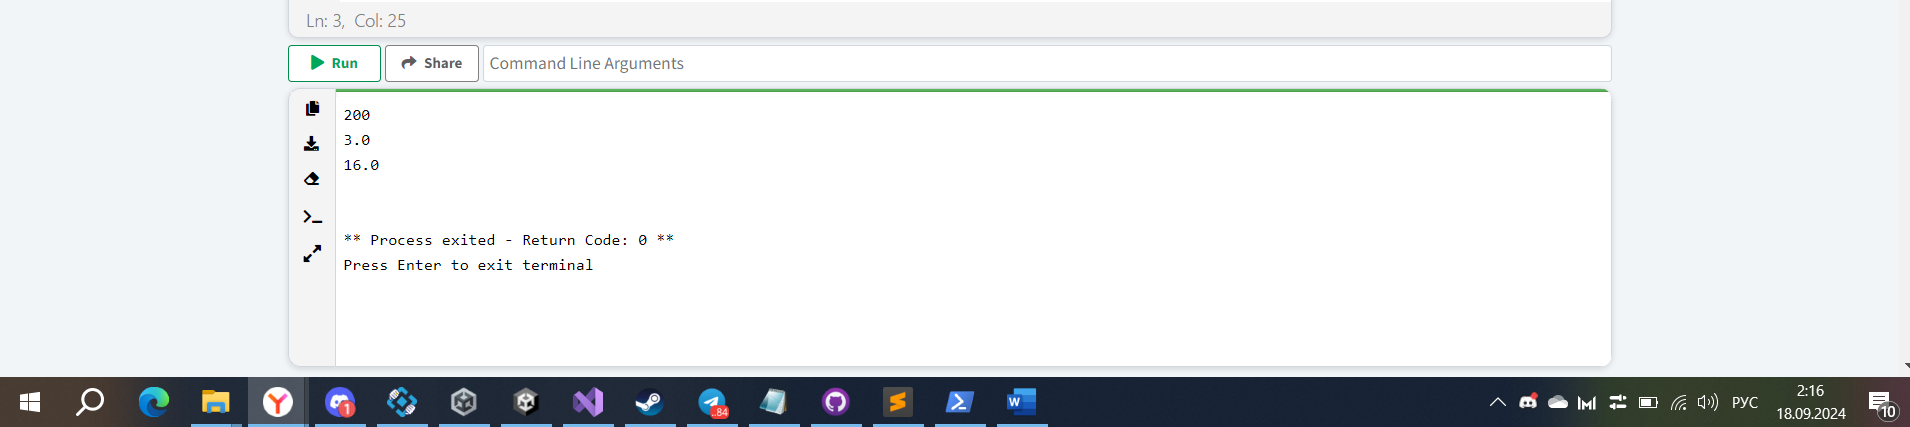 Ln: 3, Col: 25
Run
Share
Command Line Arguments
200
3.0
16.0
** Process exited - Return Code: 0 **
Press Enter to exit terminal
1
..84
W
РУС
2:16
18.09.2024
10